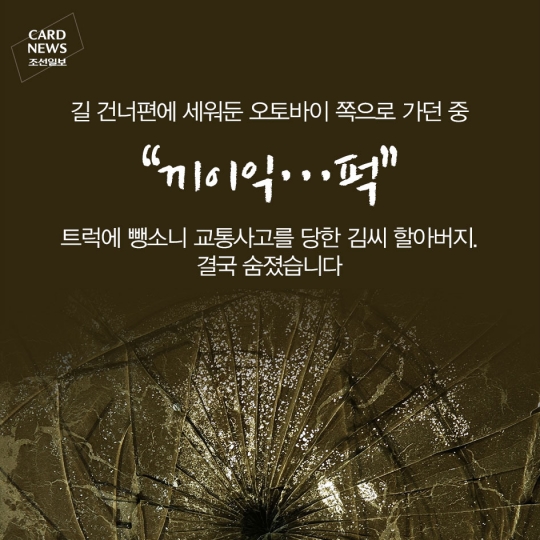 CARD
NEWS
조선일보
길 건너편에 세워둔 오토바이 쪽으로 가던 중
“끼이익...퍽”
트럭에 뺑소니 교통사고를 당한 김씨 할아버지.
결국 숨졌습니다